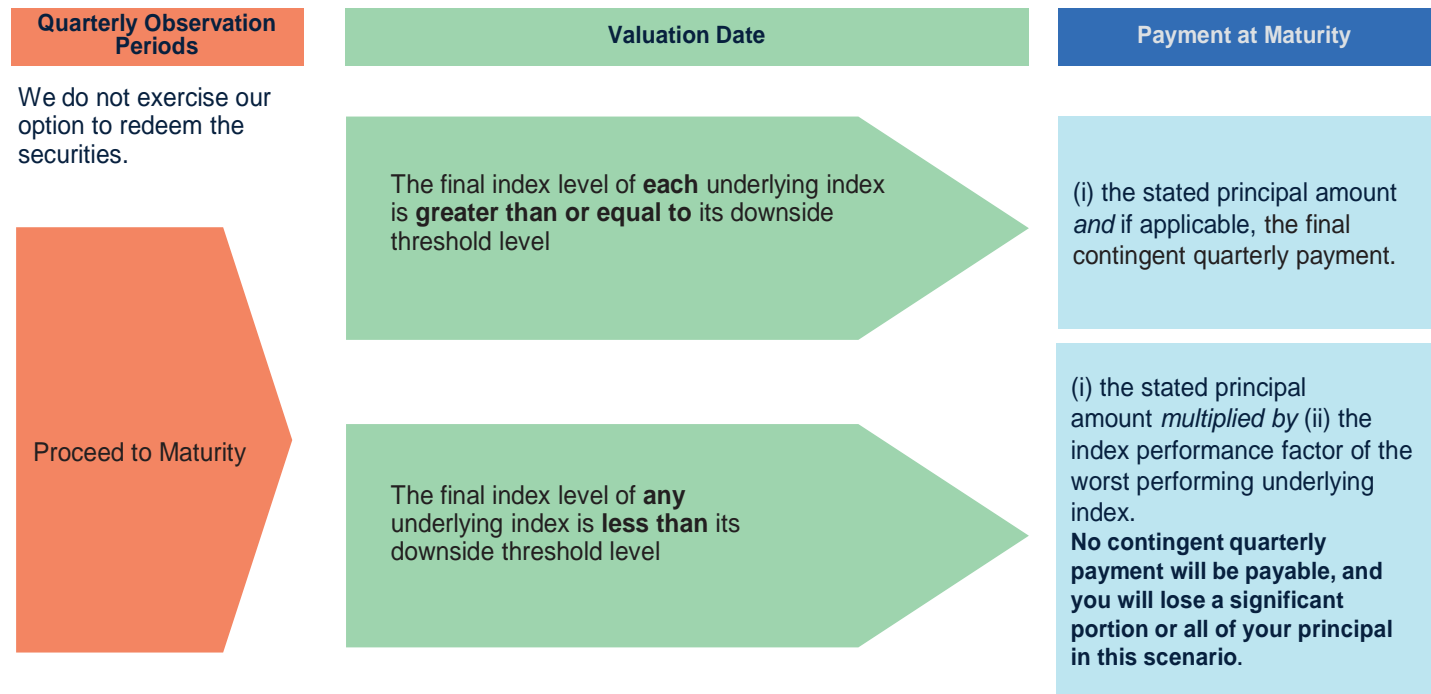 Quarterly Observation
Periods
Valuation Date
Payment at Maturity
We do not exercise our
option to redeem the
securities.
Proceed to Maturity
The final index level of each underlying index
is greater than or equal to its downside
threshold level
(i) the stated principal amount
and if applicable, the final
contingent quarterly payment.
The final index level of any
underlying index is less than its
downside threshold level
(i) the stated principal
amount multiplied by (ii) the
index performance factor of the
worst performing underlying
index.
No contingent quarterly
payment will be payable, and
you will lose a significant
portion or all of your principal
in this scenario.